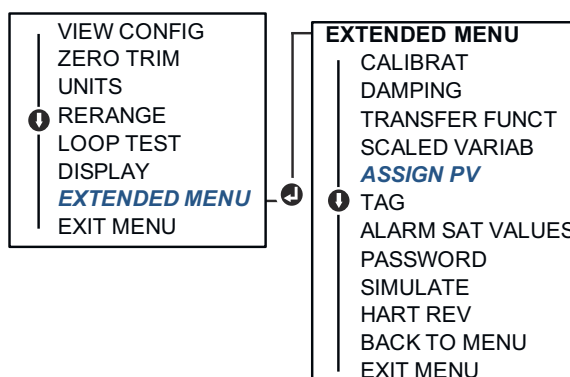 VIEW CONFIG
ZERO TRIM
UNITS
RERANGE
LOOP TEST
DISPLAY
EXTENDED MENU
EXIT MENU
EXTENDED MENU
CALIBRAT
DAMPING
TRANSFER FUNCT
SCALED VARIAB
ASSIGN PV
TAG
ALARM SAT VALUES
PASSWORD
SIMULATE
HART REV
BACK TO MENU
EXIT MENU